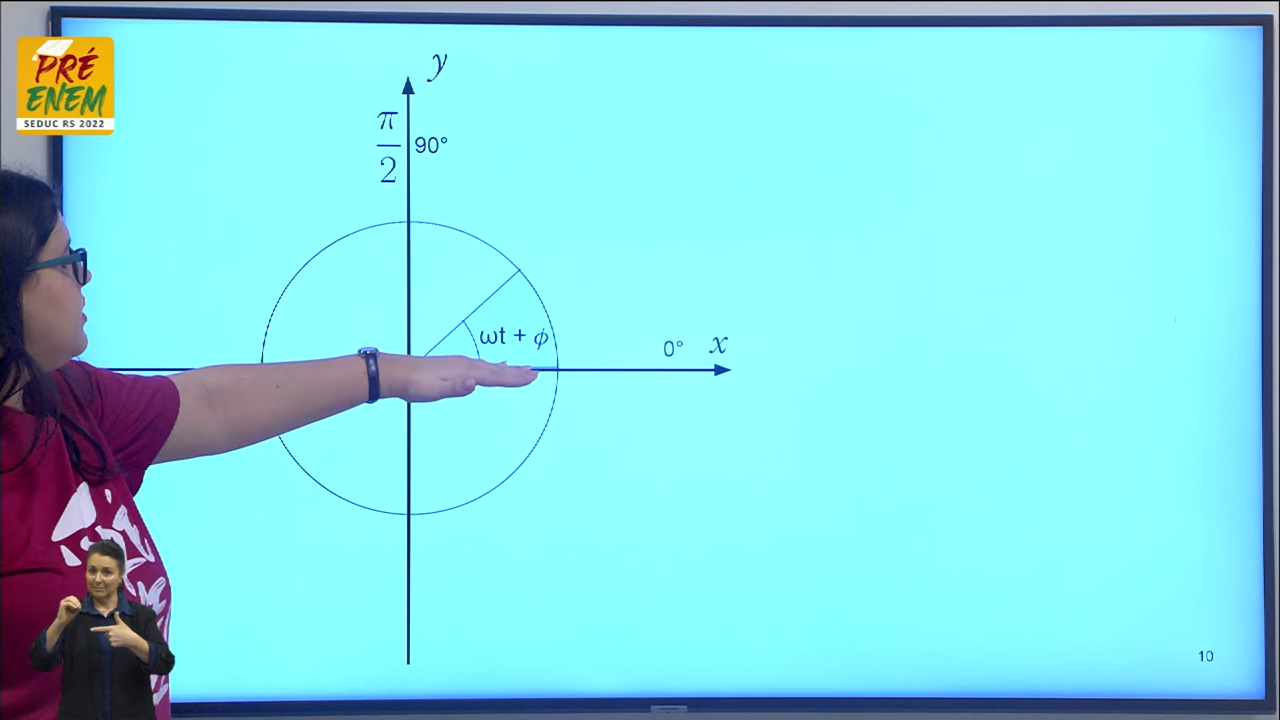 PRÉ
ENEM
SEDUC RS 2022
y
π
2
90°
ωt + ϕ
0°
x
10